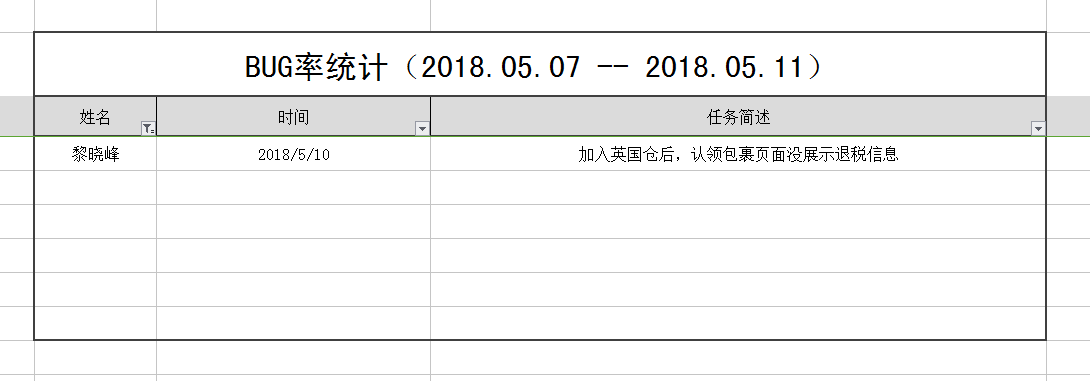 BUG率统计（2018.05.07 -- 2018.05.11）
姓名 时间 任务简述
黎晓峰 2018/5/10 加入英国仓后，认领包裹页面没展示退税信息